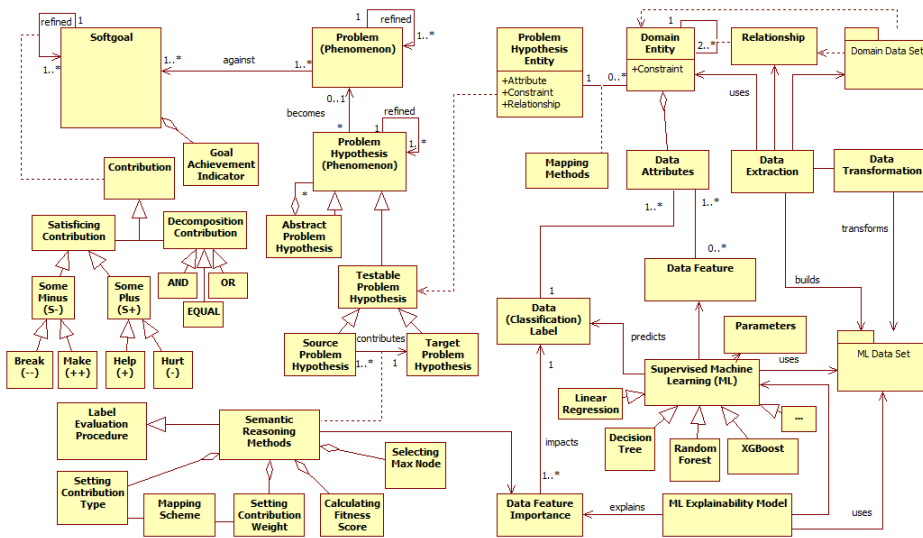 refined
1
Softgoal
1..*
against
1..*
1..*
1
refined
Problem
(Phenomenon)
1..*
0..1
becomes
*
refined
1
Problem
Hypothesis
(Phenomenon)
1..*
*
Goal
Achievement
Indicator
Contribution
Satisficing
Contribution
Decomposition
Contribution
Some
Minus
(S-)
Some
Plus
(S+)
AND
OR
EQUAL
Break
(--)
Make
(++)
Help
(+)
Hurt
(-)
Abstract
Problem
Hypothesis
Testable
Problem
Hypothesis
Source
Problem
Hypothesis
contributes
1..*
1
Target
Problem
Hypothesis
Problem
Hypothesis
Entity
+Attribute
+Constraint
+Relationship
1
0..*
Domain
Entity
+Constraint
1
2..*
Relationship
Domain Data Set
uses
Mapping
Methods
Data
Attributes
Data
Extraction
Data
Transformation
1..*
1..*
0..*
transforms
builds
Data Feature
1
Data
(Classification)
Label
Parameters
predicts
uses
ML Data Set
Supervised Machine
Learning (ML)
1
Linear
Regression
Decision
Tree
Random
Forest
XGBoost
...
impacts
1..*
Label
Evaluation
Procedure
Semantic
Reasoning
Methods
Selecting
Max Node
Setting
Contribution
Type
Mapping
Scheme
Setting
Contribution
Weight
Calculating
Fitness
Score
Data Feature
Importance
explains
ML Explainability Model
uses